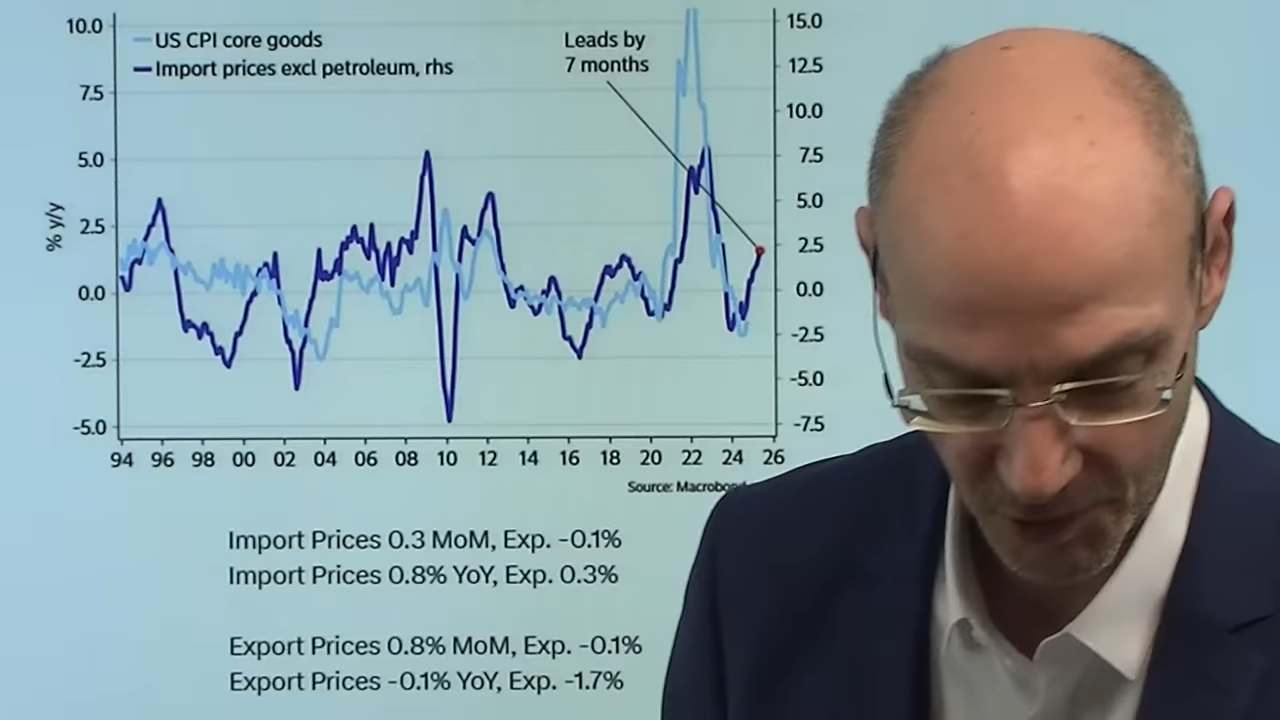 10.0
7.5
5.0
2.5
0.0
-2.5
-5.0
% y/y
US CPI core goods
Import prices excl petroleum, rhs
Leads by
7 months
15.0
12.5
10.0
7.5
5.0
2.5
0.0
-2.5
-5.0
-7.5
94 96 98 00 02 04 06 08 10 12 14 16 18 20 22 24 26
Source:
Import Prices 0.3 MoM, Exp. -0.1%
Import Prices 0.8% YoY, Exp. 0.3%
Export Prices 0.8% MoM, Exp. -0.1%
Export Prices -0.1% YoY, Exp. -1.7%